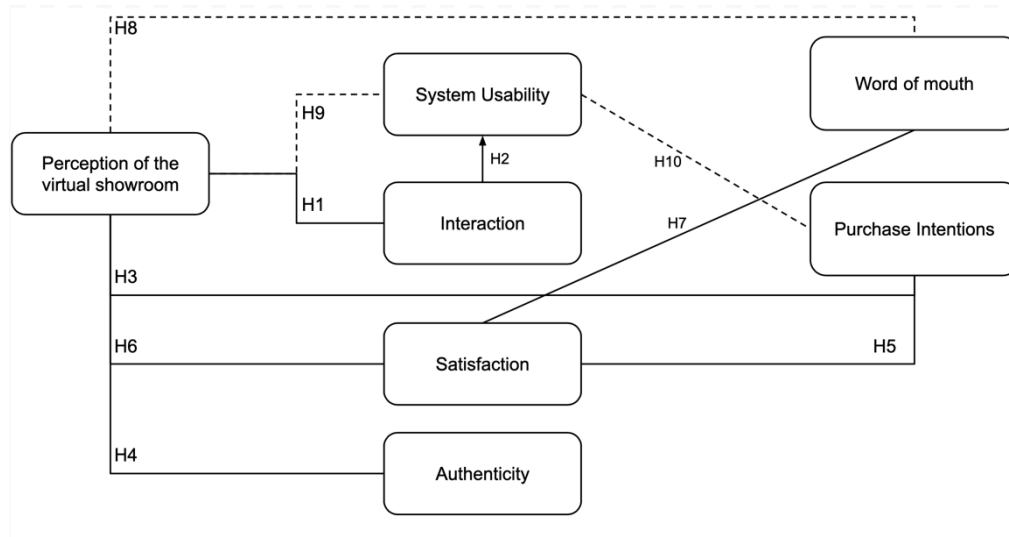 H8
System Usability
Word of mouth
H9
Perception of the
virtual showroom
H2
H10
H1
Interaction
H7
Purchase Intentions
H3
H6
Satisfaction
H5
H4
Authenticity